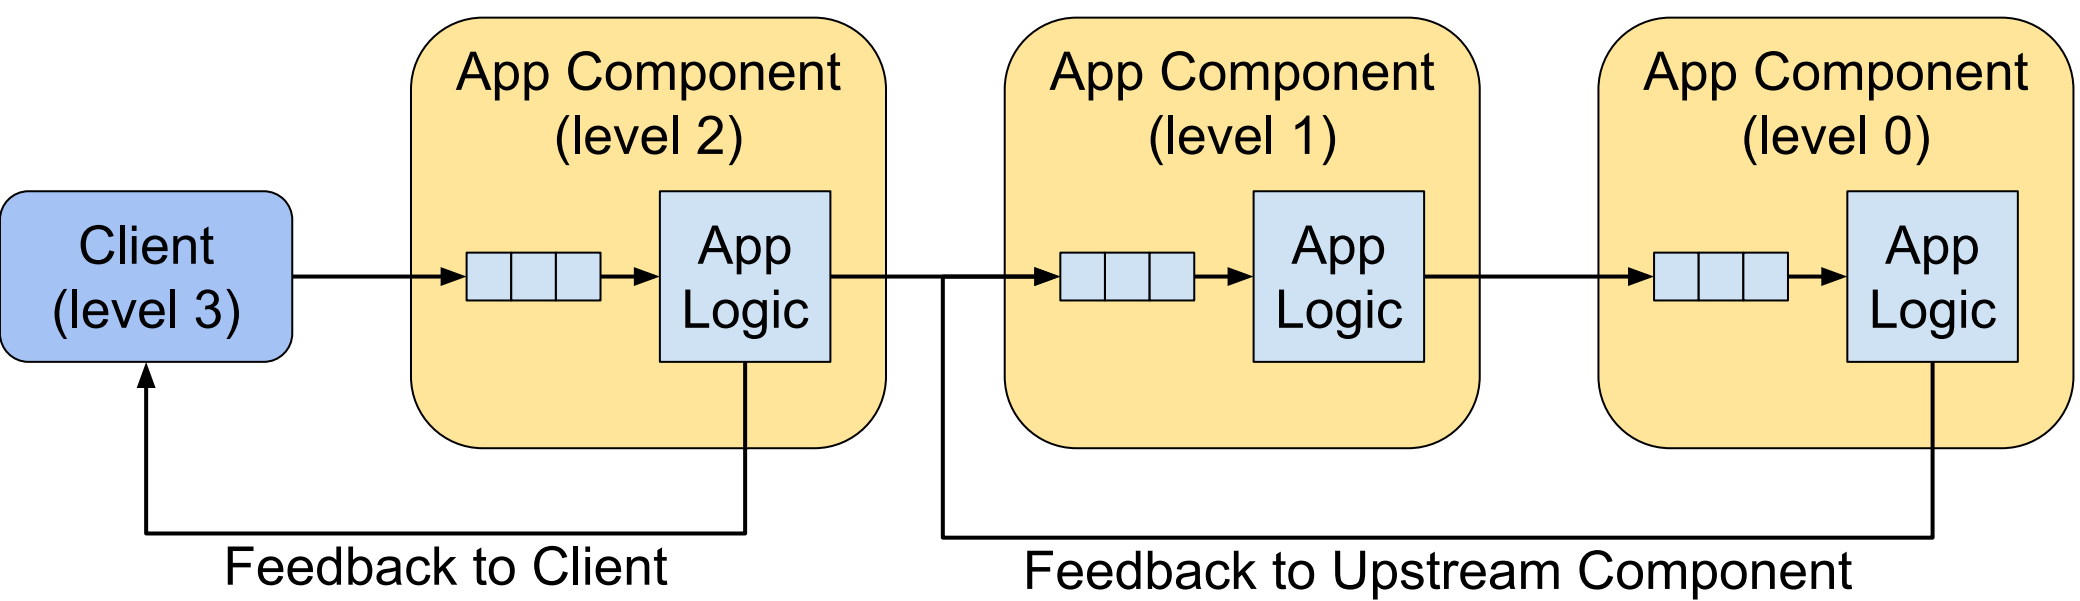 App Component
(level 2)
App Component
(level 1)
App Component
(level 0)
Client
(level 3)
App
Logic
App
Logic
App
Logic
Feedback to Client
Feedback to Upstream Component